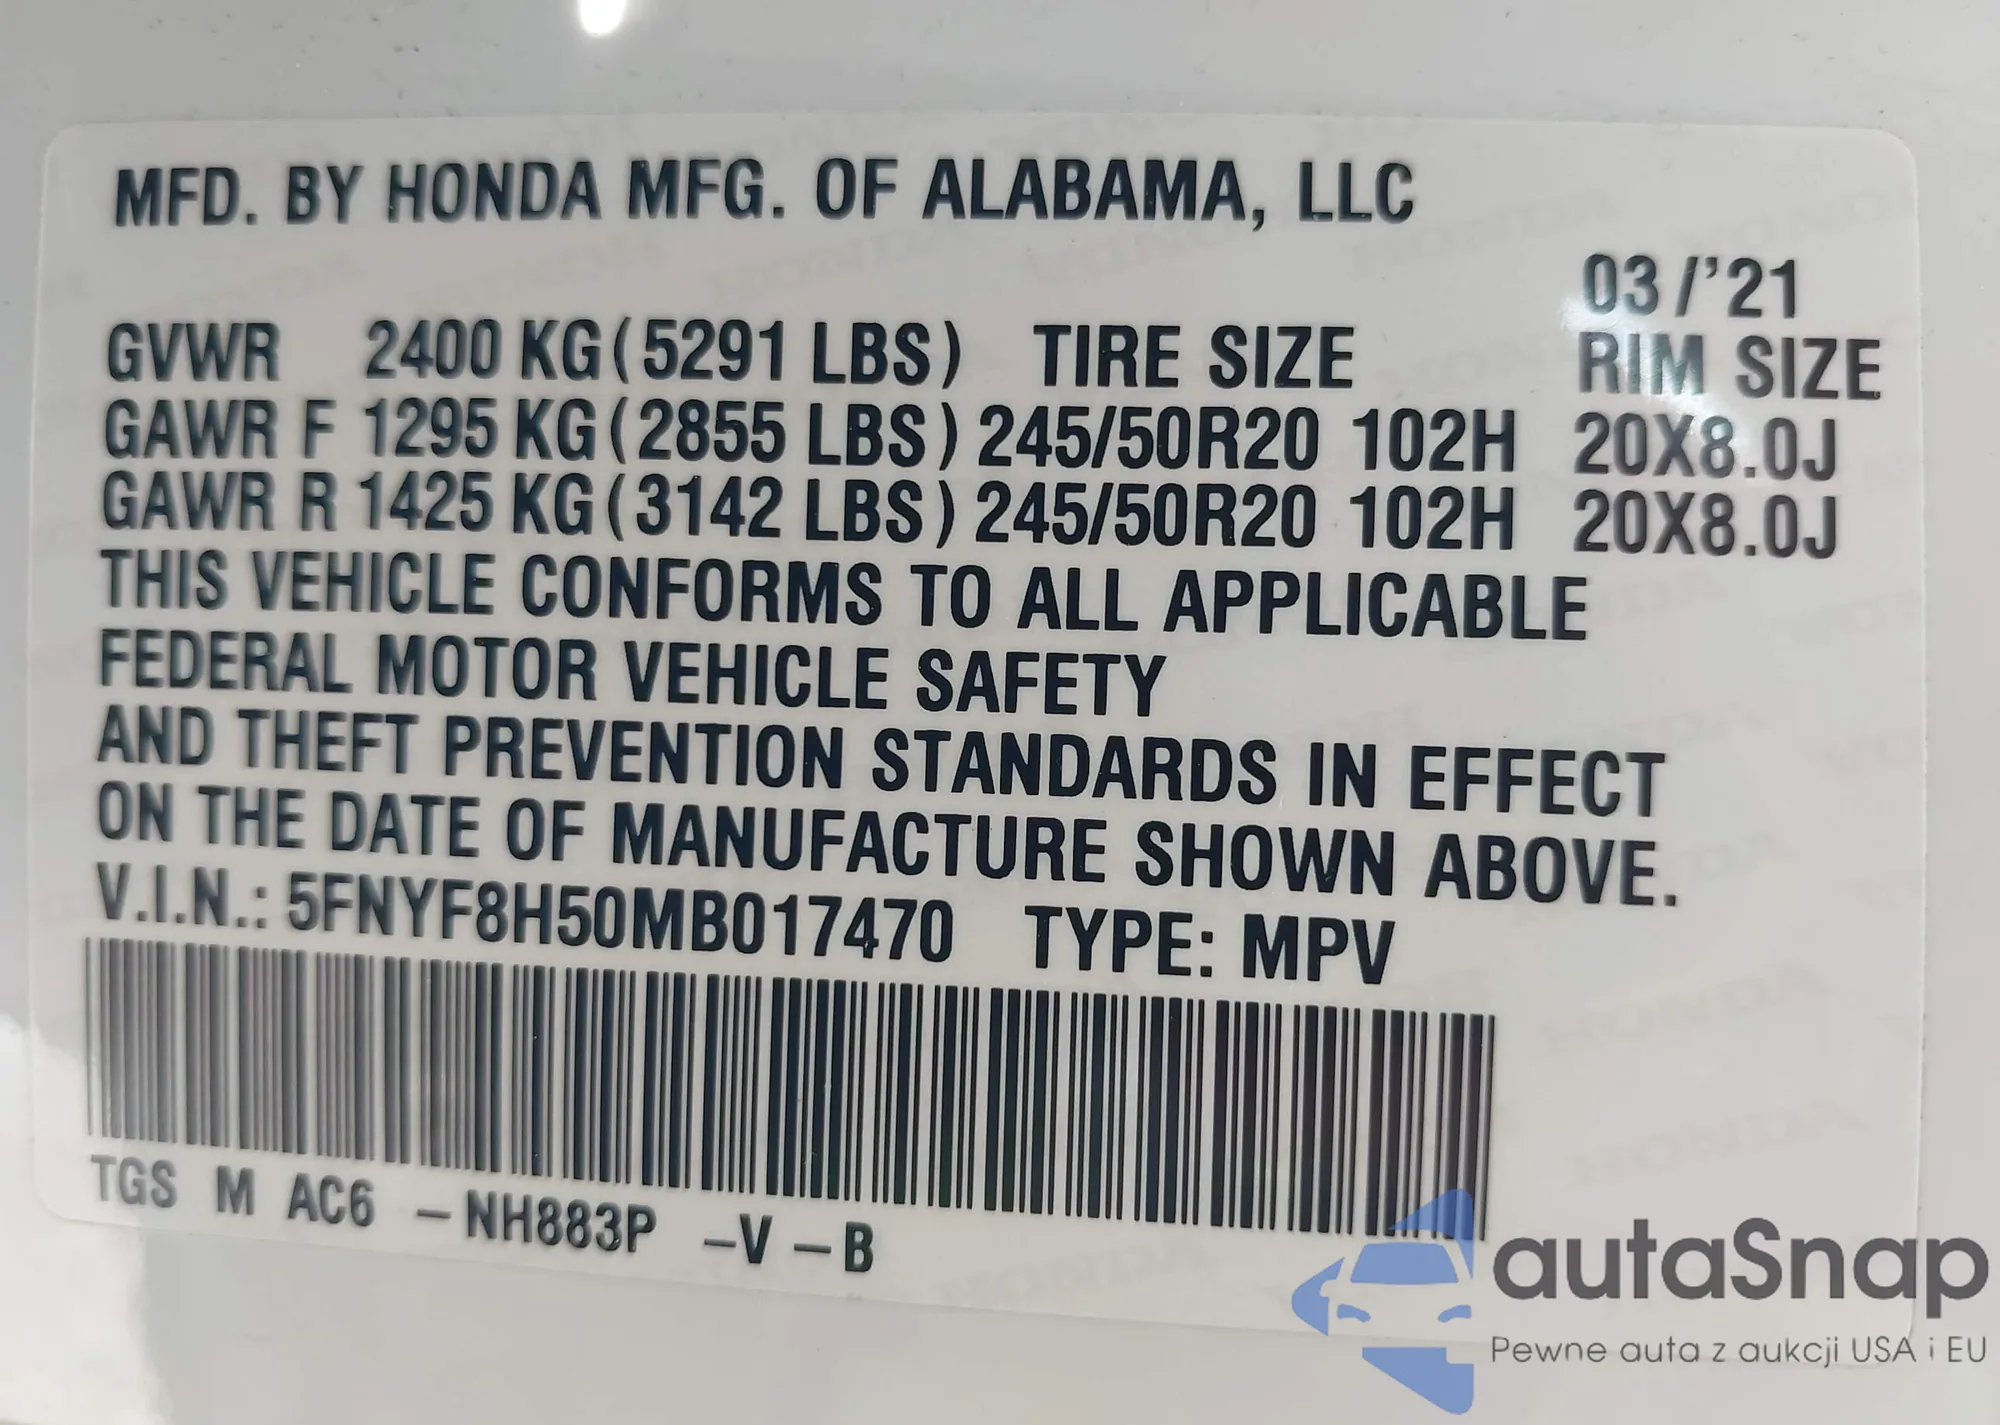 MFD. BY HONDA MFG. OF ALABAMA, LLC
03/'21
GVWR 2400 KG(5291 LBS) TIRE SIZE RIM SIZE
GAWR F 1295 KG(2855 LBS) 245/50R20 102H 20X8.0J
GAWR R 1425 KG(3142 LBS) 245/50R20 102H 20X8.0J
THIS VEHICLE CONFORMS TO ALL APPLICABLE
FEDERAL MOTOR VEHICLE SAFETY
AND THEFT PREVENTION STANDARDS IN EFFECT
ON THE DATE OF MANUFACTURE SHOWN ABOVE.
V.I.N.: 5FNYF8H50MB017470 TYPE: MPV
TGS M AC6 –NH883P –V –B
autaSnap
Pewne auta z aukcji USA i EU